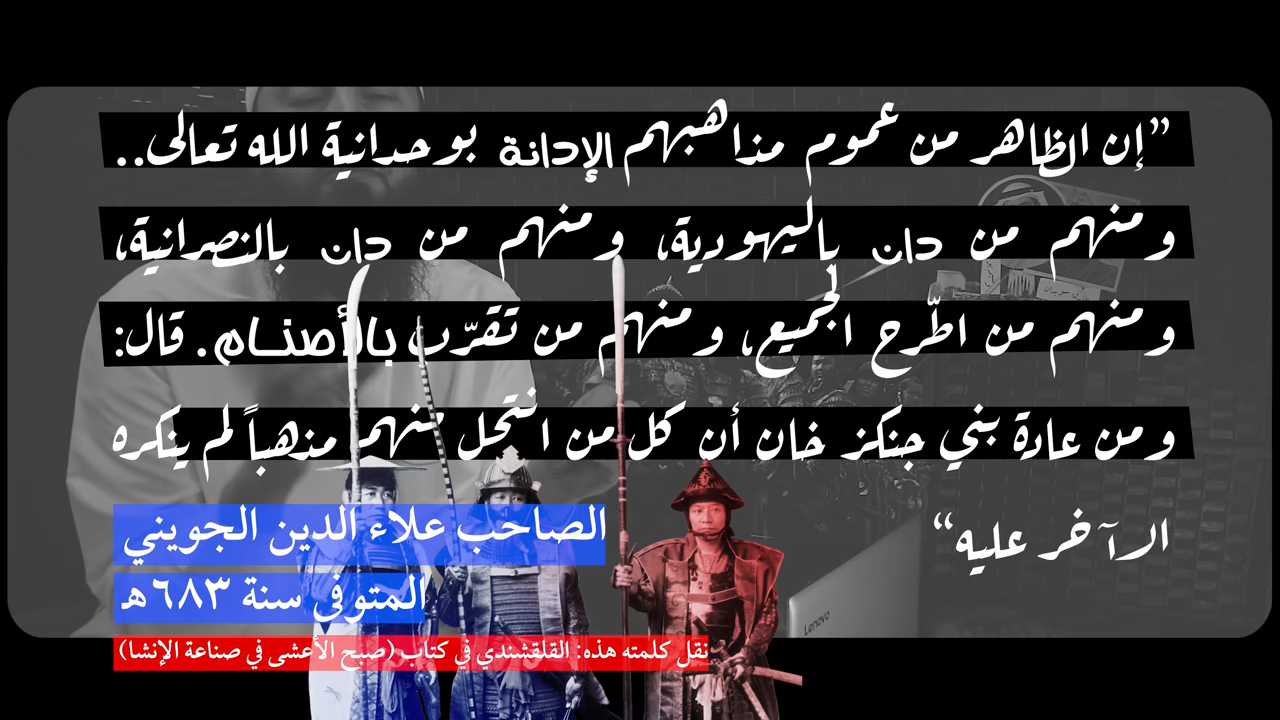 ”إن الظاهر من عموم مذاهبهم الإدانة بوحدانية الله تعالى..
ومنهم من دان باليهودية، ومنهم من دان بالنصرانية،
ومنهم من اطّرح الجميع، ومنهم من تقرّب بالأصنام. قال:
ومن عادة بني جنكز خان أن كل من انتحل منهم مذهباً لم ينكره
الآخر عليه“
الصاحب علاء الدين الجويني
المتوفى سنة ٦٨٣هـ
نقل كلمته هذه: القلقشندي في كتاب (صبح الأعشى في صناعة الإنشا)
Lenovo